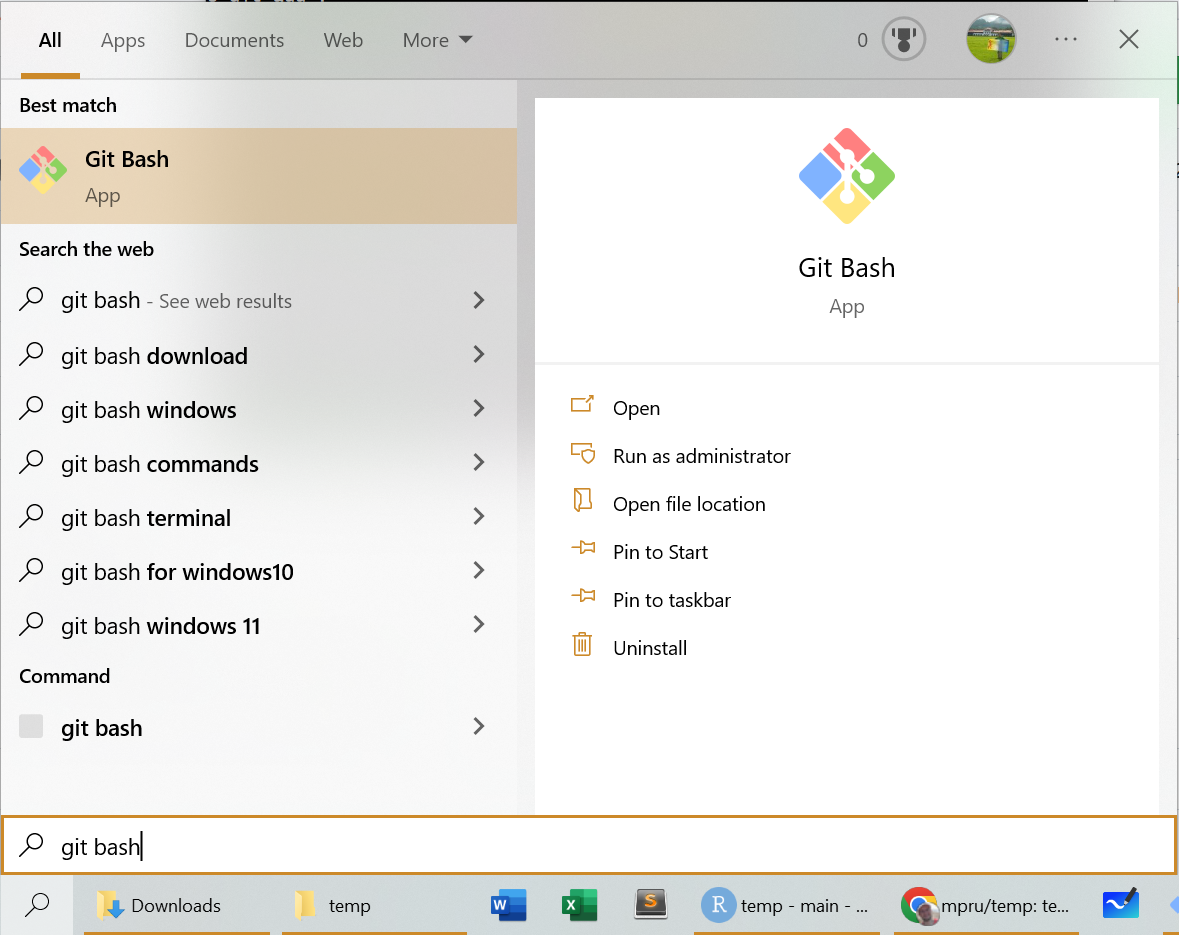 All Apps Documents Web More 0
Best match
Git Bash
App
Search the web
git bash - See web results
git bash download
git bash windows
git bash commands
git bash terminal
git bash for windows10
git bash windows 11
Command
git bash
Git Bash
App
Open
Run as administrator
Open file location
Pin to Start
Pin to taskbar
Uninstall
git bash
Downloads temp W X S R temp - main - ... mpru/temp: te...